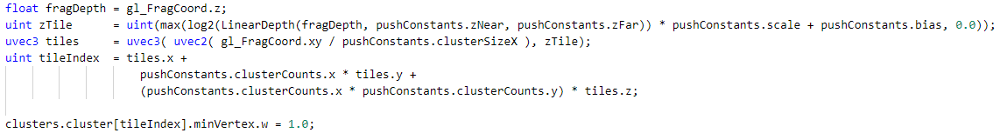 float fragDepth = gl_FragCoord.z;
uint zTile      = uint(max(log2(LinearDepth(fragDepth, pushConstants.zNear, pushConstants.zFar)) * pushConstants.scale + pushConstants.bias, 0.0));
uvec3 tiles     = uvec3( uvec2( gl_FragCoord.xy / pushConstants.clusterSizeX ), zTile);
uint tileIndex  = tiles.x +
                    pushConstants.clusterCounts.x * tiles.y +
                    (pushConstants.clusterCounts.x * pushConstants.clusterCounts.y) * tiles.z;
clusters.cluster[tileIndex].minVertex.w = 1.0;